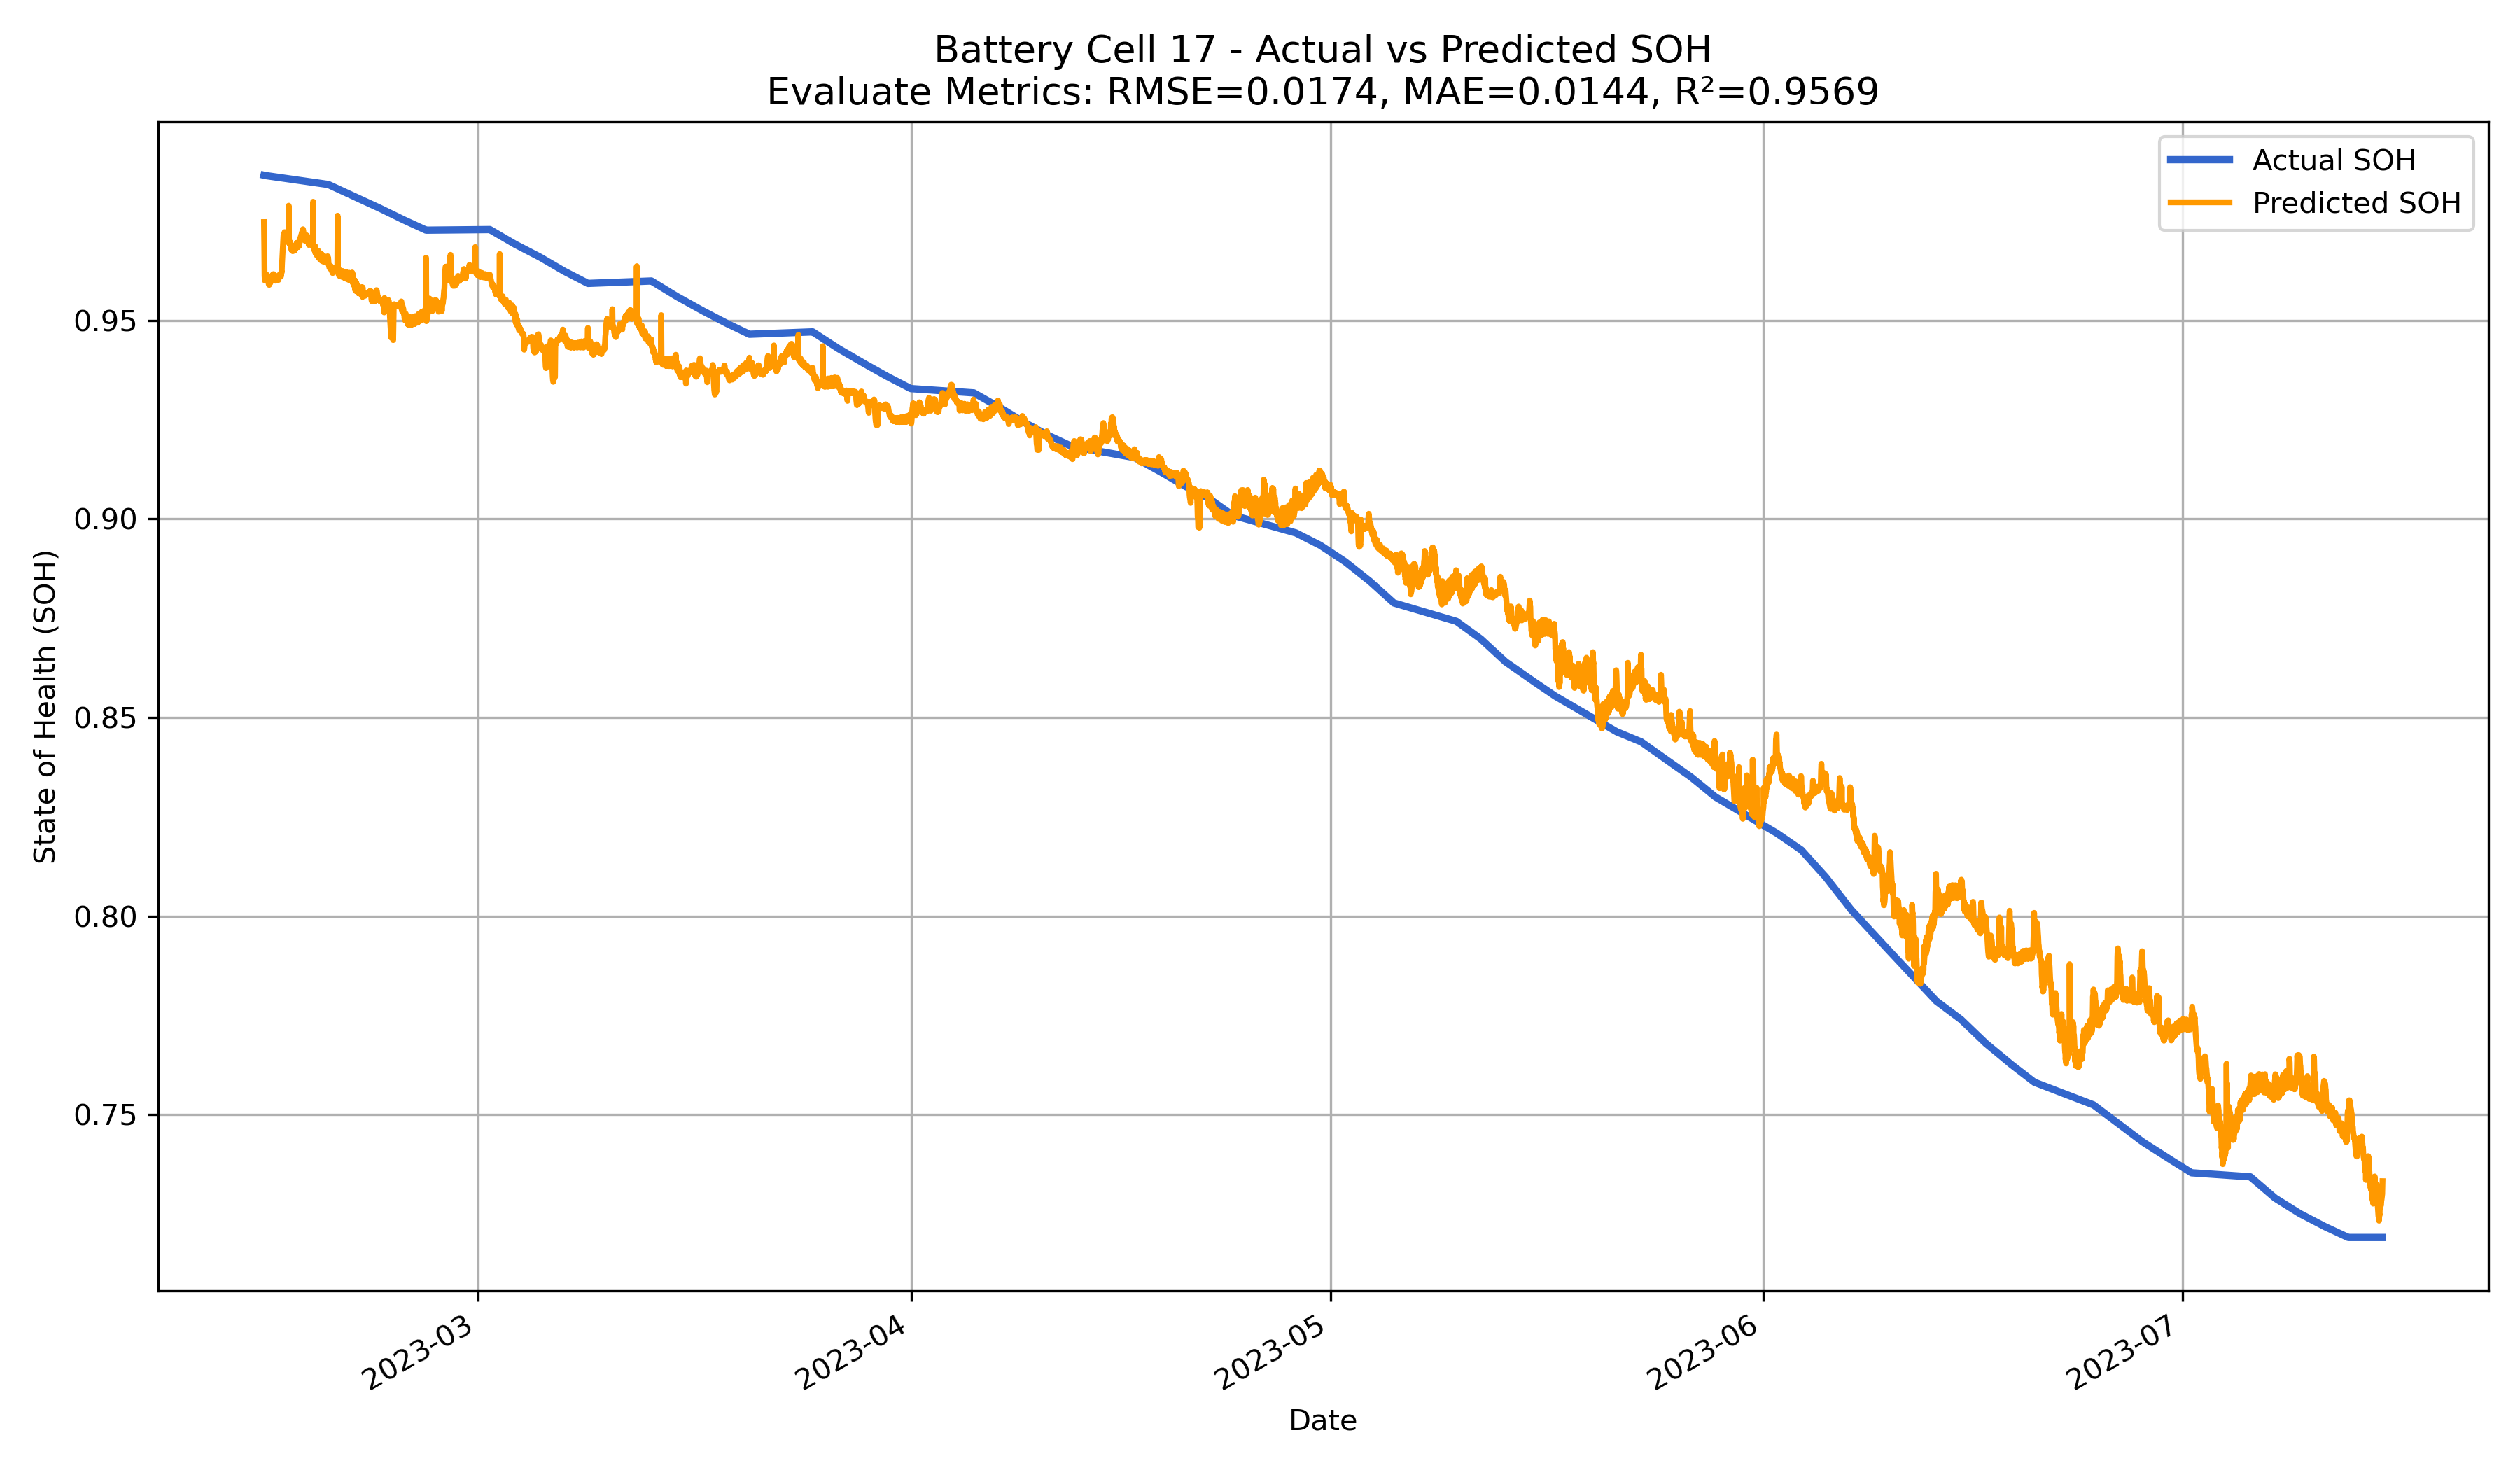 Battery Cell 17 - Actual vs Predicted SOH
Evaluate Metrics: RMSE=0.0174, MAE=0.0144, R²=0.9569
Actual SOH
Predicted SOH
State of Health (SOH)
0.95
0.90
0.85
0.80
0.75
2023-03
2023-04
2023-05
2023-06
2023-07
Date